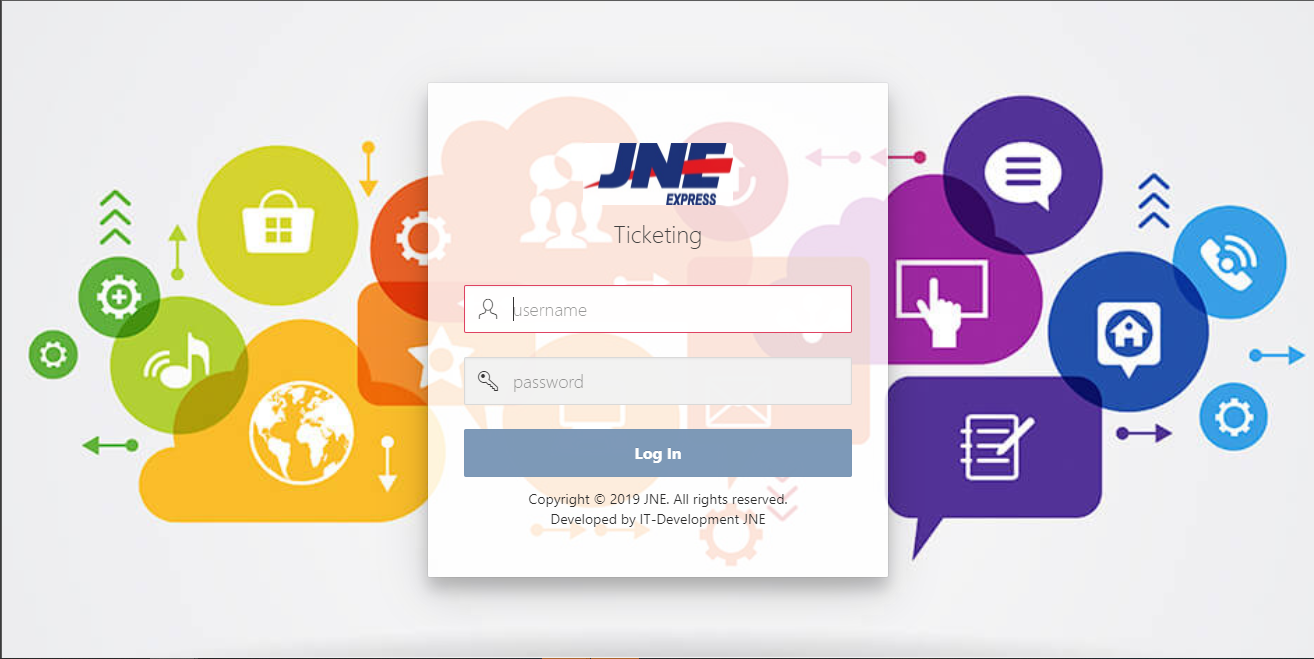 JNE
EXPRESS
Ticketing
username
password
Log In
Copyright © 2019 JNE. All rights reserved.
Developed by IT-Development JNE